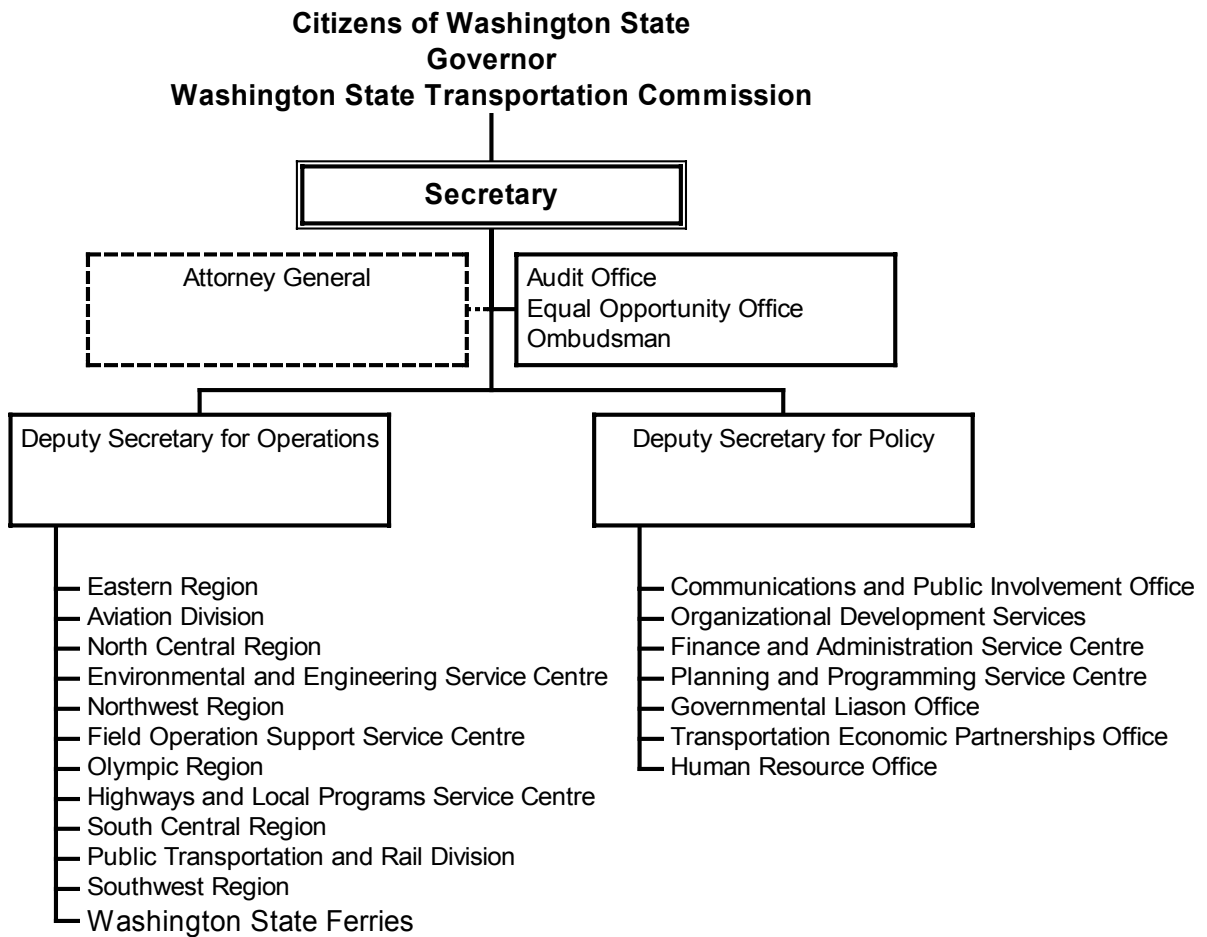 Citizens of Washington State
Governor
Washington State Transportation Commission
Secretary
Attorney General
Audit Office
Equal Opportunity Office
Ombudsman
Deputy Secretary for Operations
Deputy Secretary for Policy
Eastern Region
Aviation Division
North Central Region
Environmental and Engineering Service Centre
Northwest Region
Field Operation Support Service Centre
Olympic Region
Highways and Local Programs Service Centre
South Central Region
Public Transportation and Rail Division
Southwest Region
Washington State Ferries
Communications and Public Involvement Office
Organizational Development Services
Finance and Administration Service Centre
Planning and Programming Service Centre
Governmental Liason Office
Transportation Economic Partnerships Office
Human Resource Office